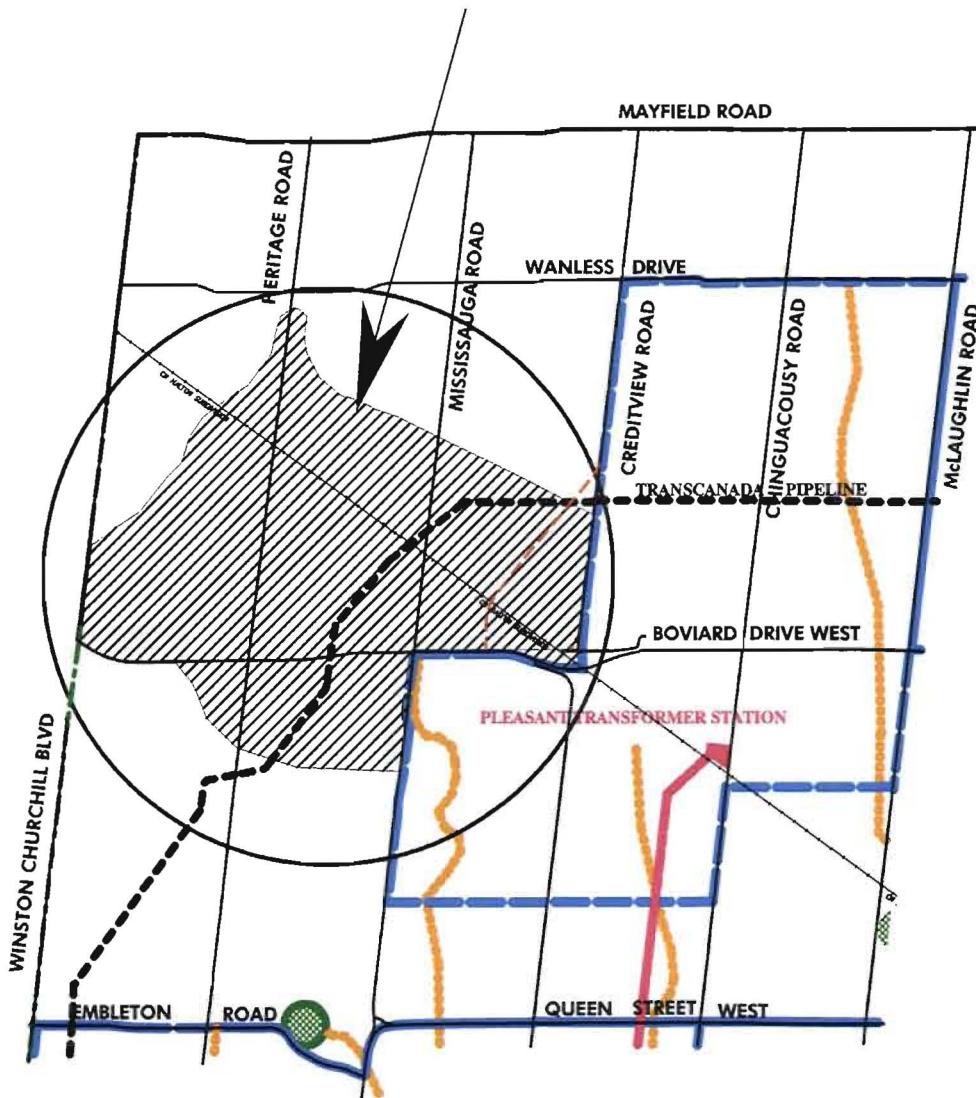 MAYFIELD ROAD
HERITAGE ROAD
MISSISSAUGA ROAD
WANLESS DRIVE
CREDITVIEW ROAD
CHINGUACOUSY ROAD
McLAUGHLIN ROAD
TRANSCANADA PIPELINE
BOVIARD DRIVE WEST
PLEASANT TRANSFORMER STATION
WINSTON CHURCHILL BLVD
EMBLETON ROAD
QUEEN STREET WEST